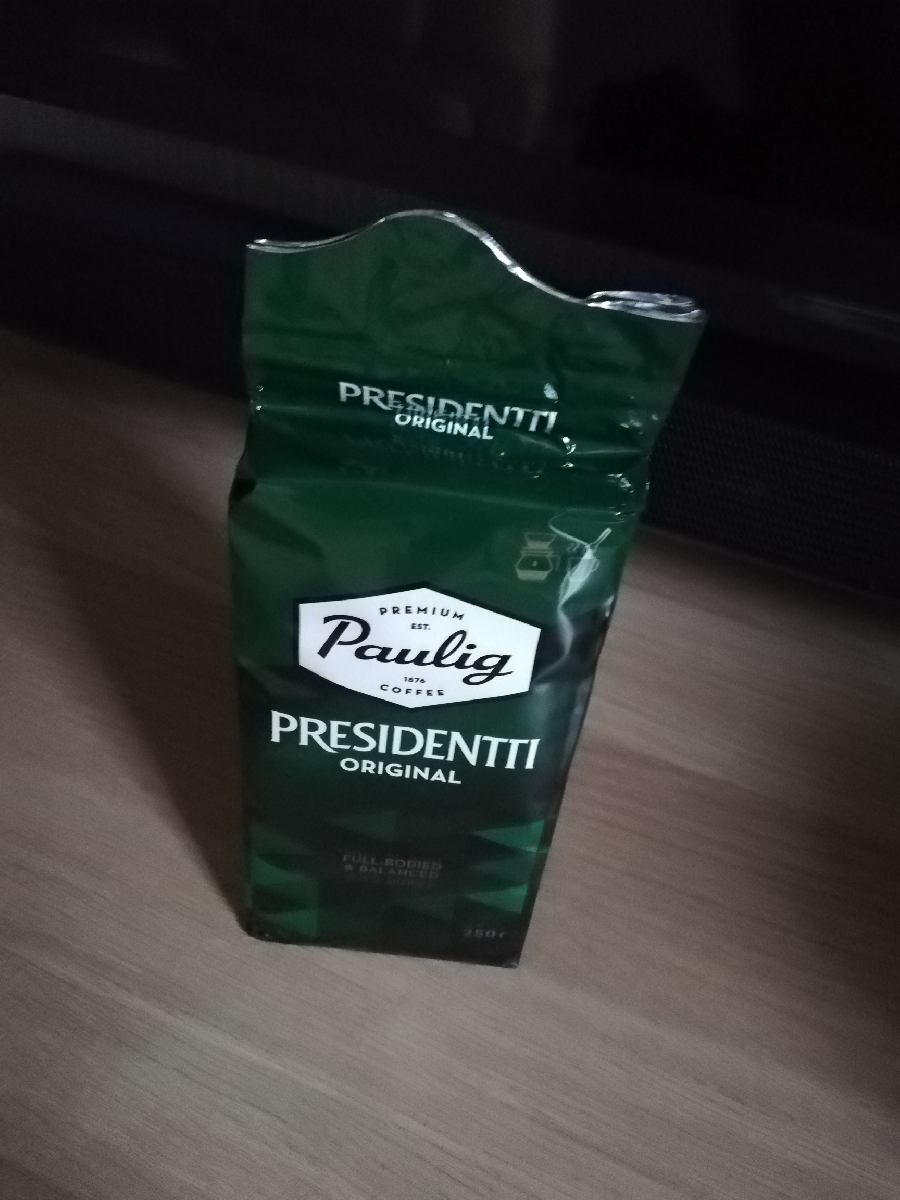 PRESIDENTTI
ORIGINAL
PREMIUM
EST.
Paulig
1876
COFFEE
PRESIDENTTI
ORIGINAL
FULL-BODIED
& BALANCED
250 г